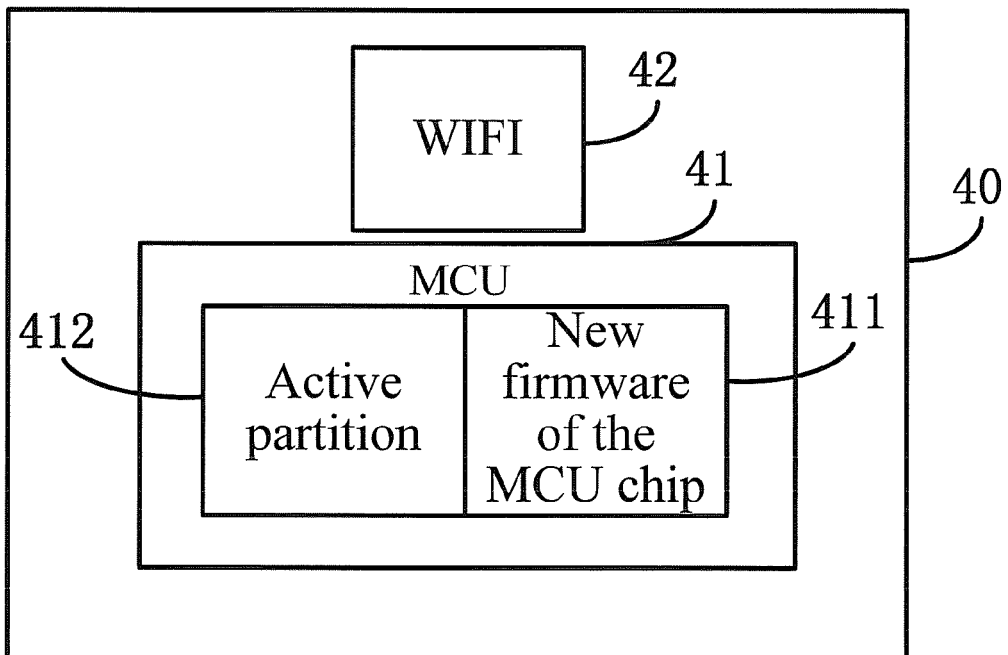 42
WIFI
41
40
MCU
412
411
Active
partition
New
firmware
of the
MCU chip